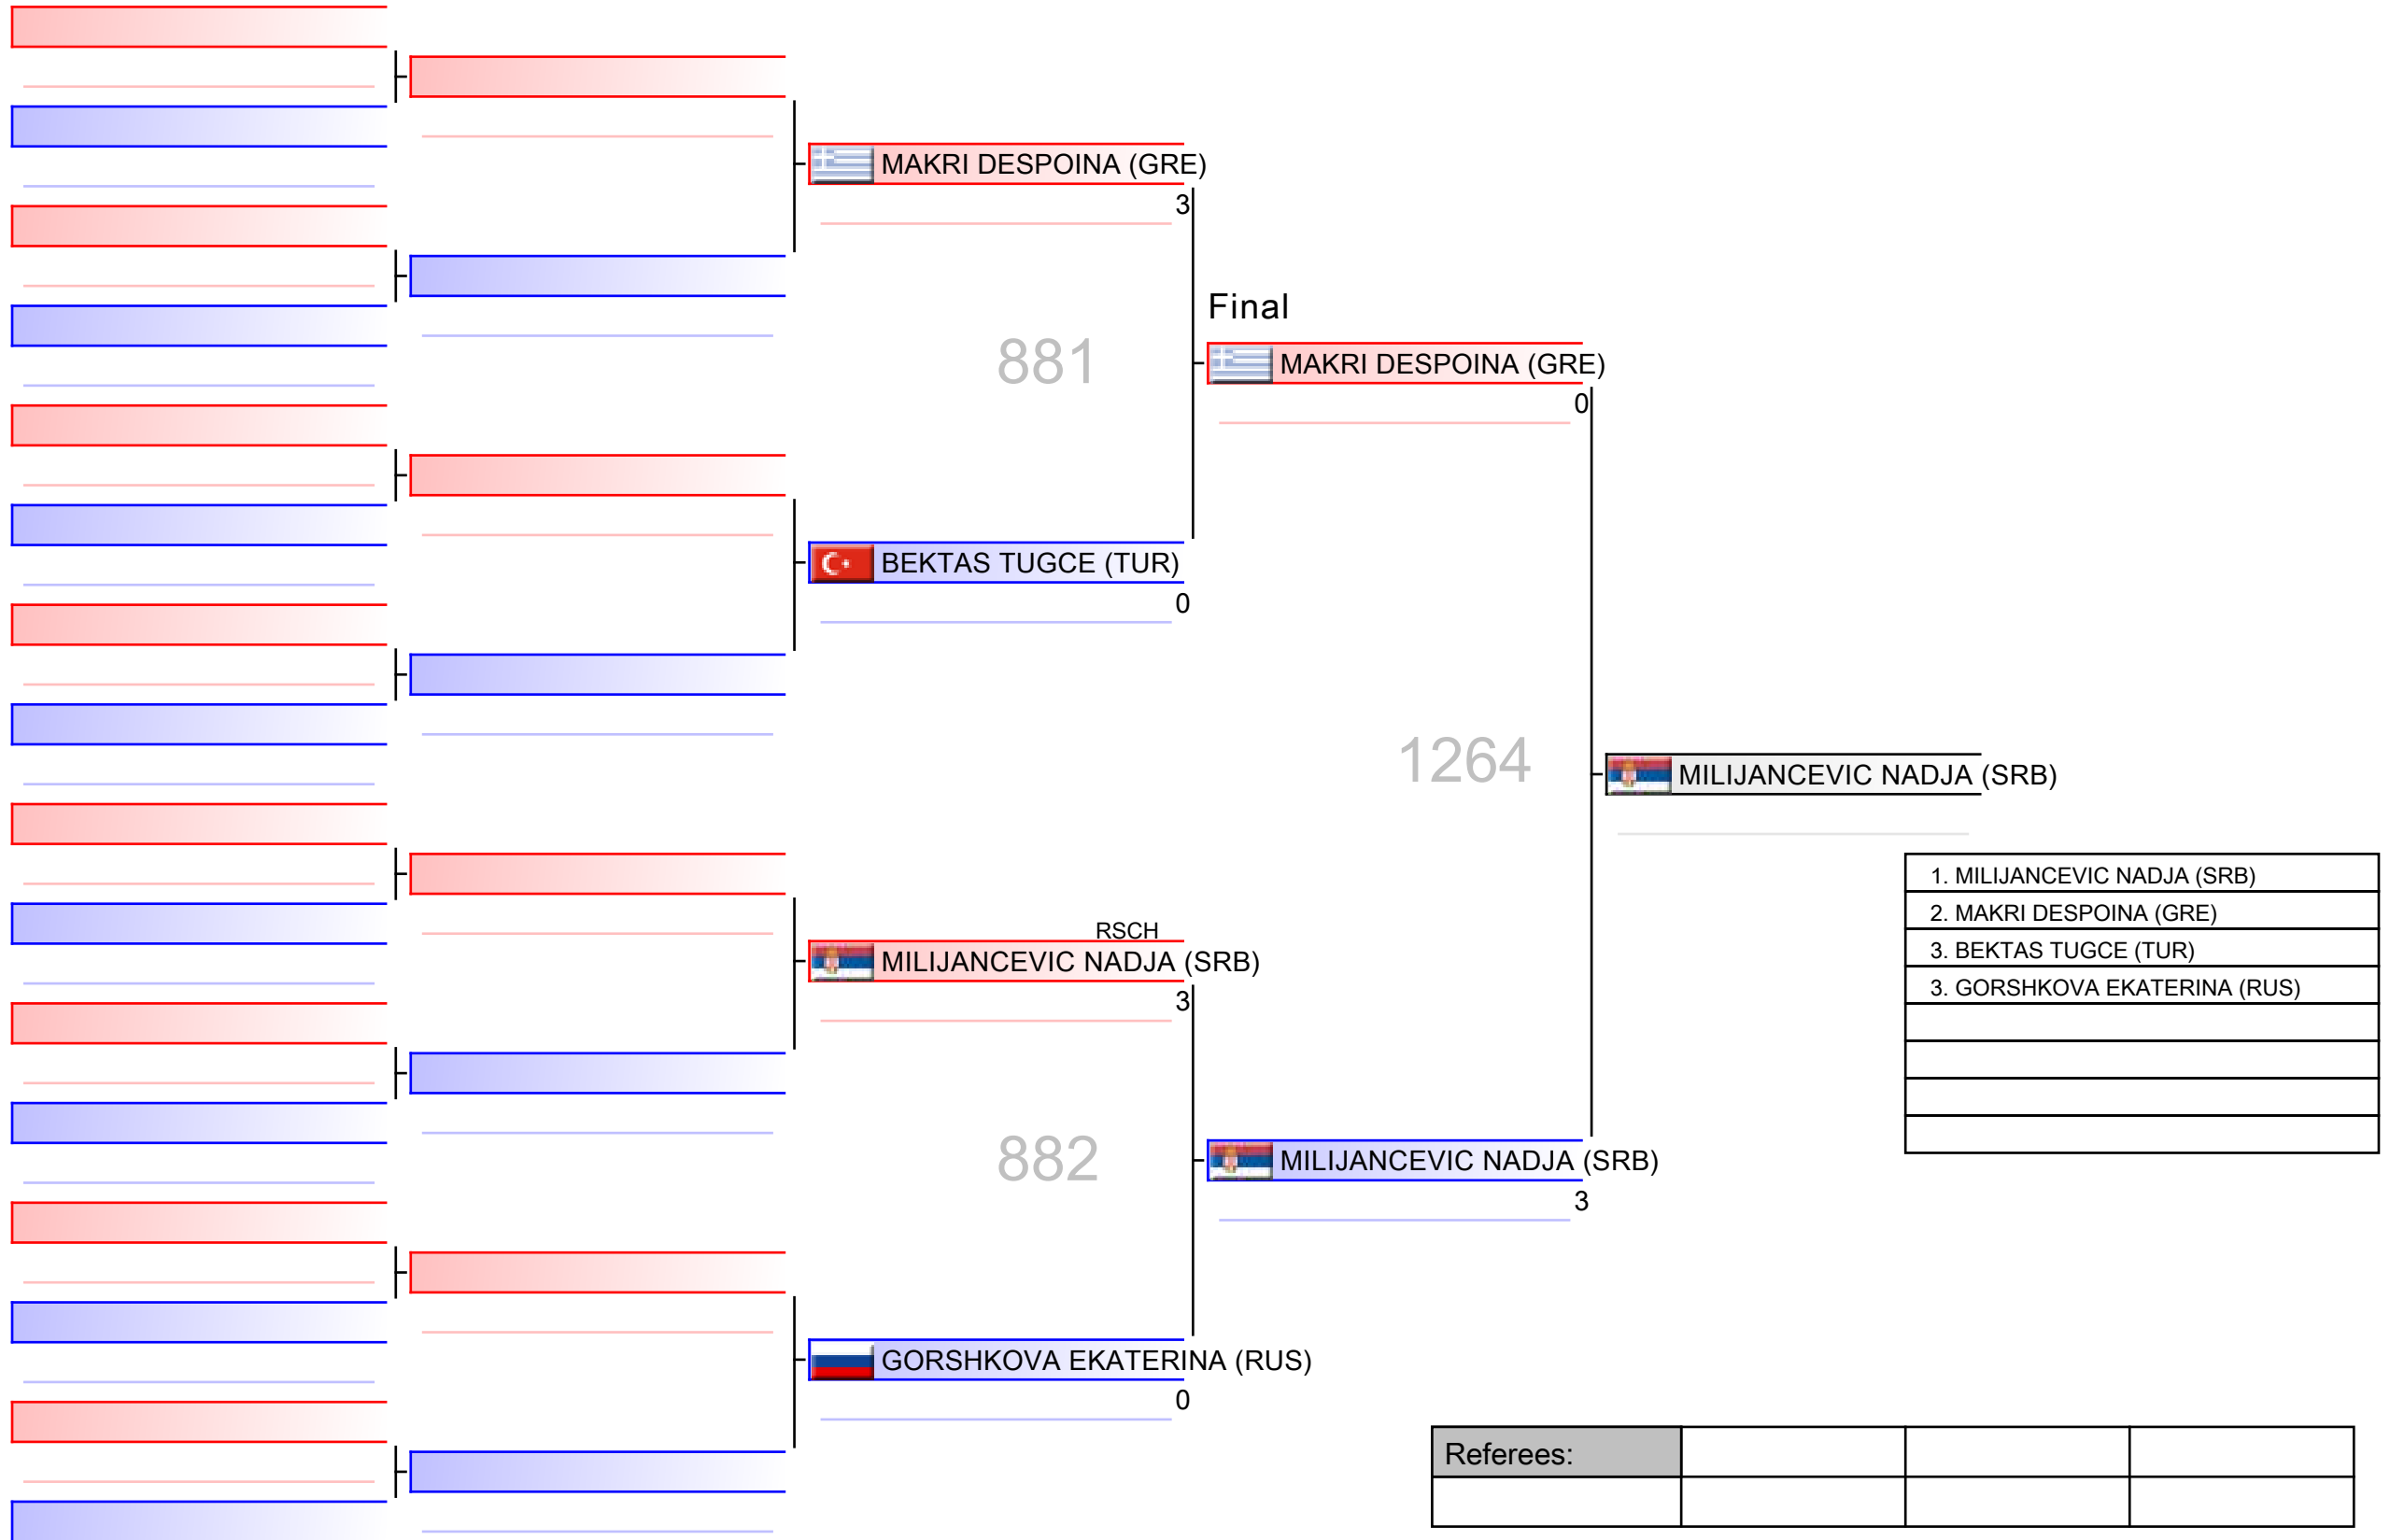 MAKRI DESPOINA (GRE)
3
Final
881
MAKRI DESPOINA (GRE)
0
BEKTAS TUGCE (TUR)
0
1264
MILIJANCEVIC NADJA (SRB)
1. MILIJANCEVIC NADJA (SRB)
2. MAKRI DESPOINA (GRE)
3. BEKTAS TUGCE (TUR)
3. GORSHKOVA EKATERINA (RUS)
RSCH
MILIJANCEVIC NADJA (SRB)
3
882
MILIJANCEVIC NADJA (SRB)
3
GORSHKOVA EKATERINA (RUS)
0
Referees: